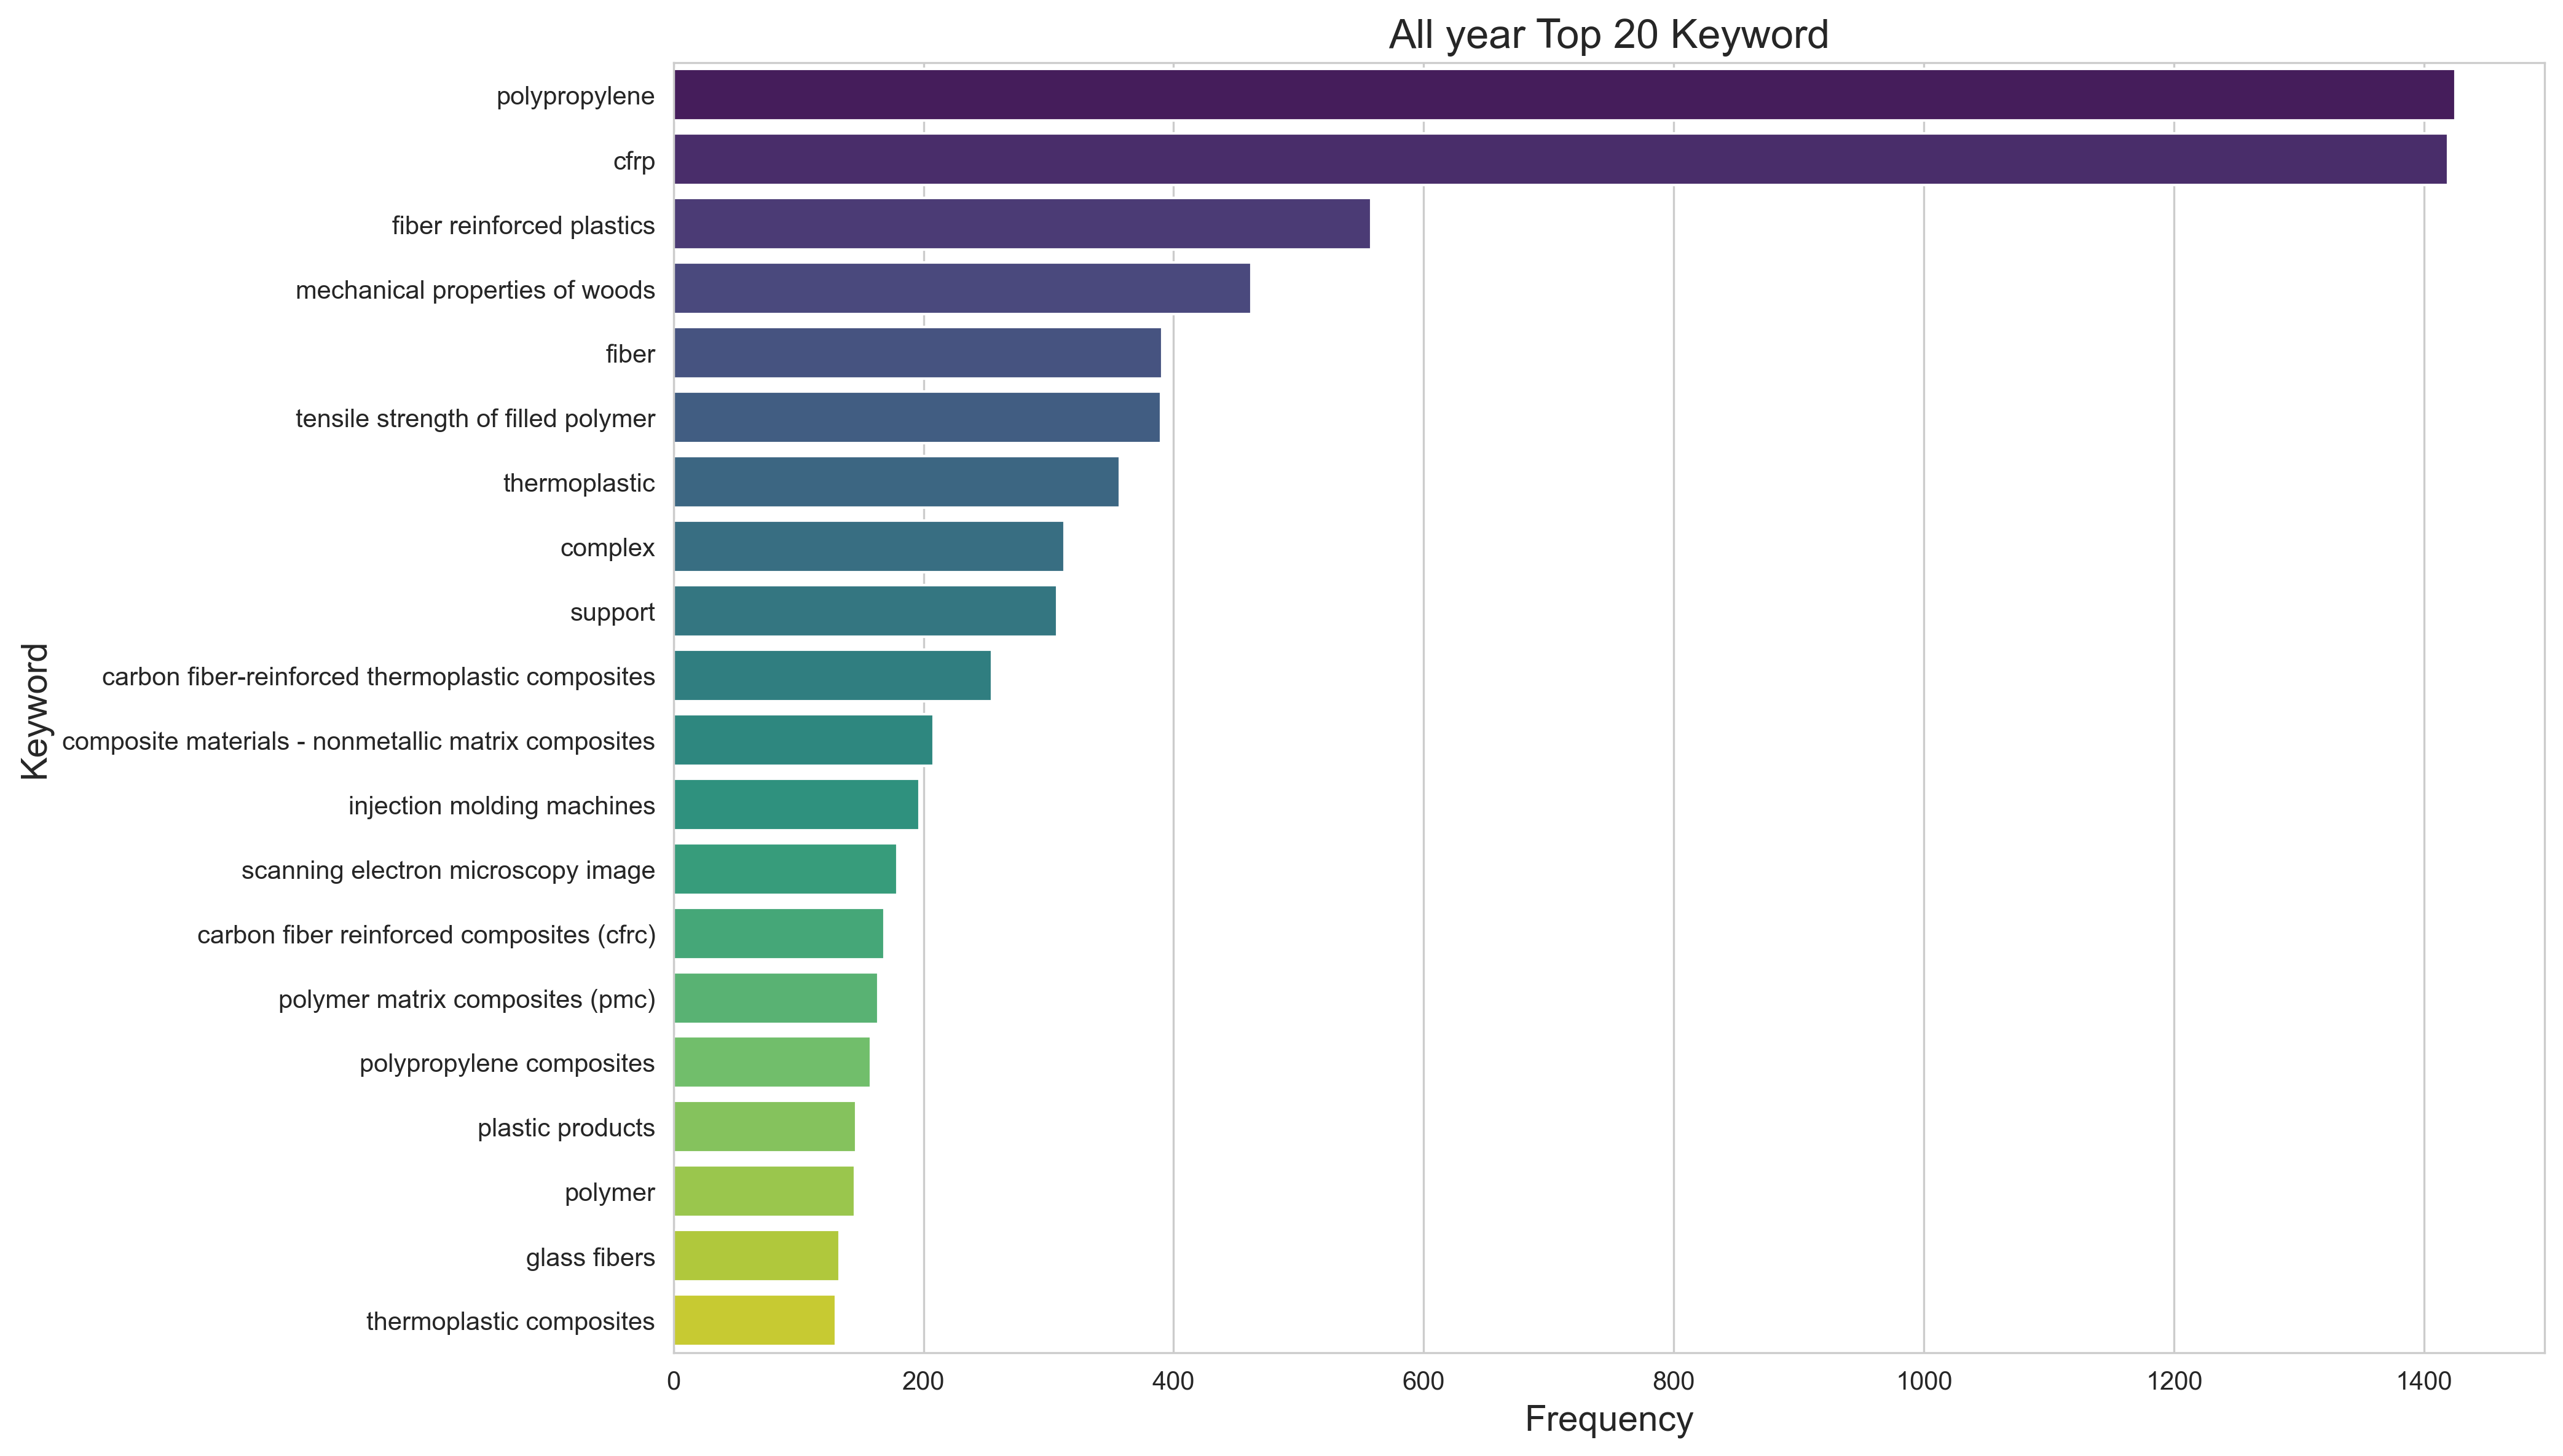 All year Top 20 Keyword
polypropylene
cfrp
fiber reinforced plastics
mechanical properties of woods
fiber
tensile strength of filled polymer
thermoplastic
complex
support
carbon fiber-reinforced thermoplastic composites
composite materials - nonmetallic matrix composites
injection molding machines
scanning electron microscopy image
carbon fiber reinforced composites (cfrc)
polymer matrix composites (pmc)
polypropylene composites
plastic products
polymer
glass fibers
thermoplastic composites
Keyword
0 200 400 600 800 1000 1200 1400
Frequency